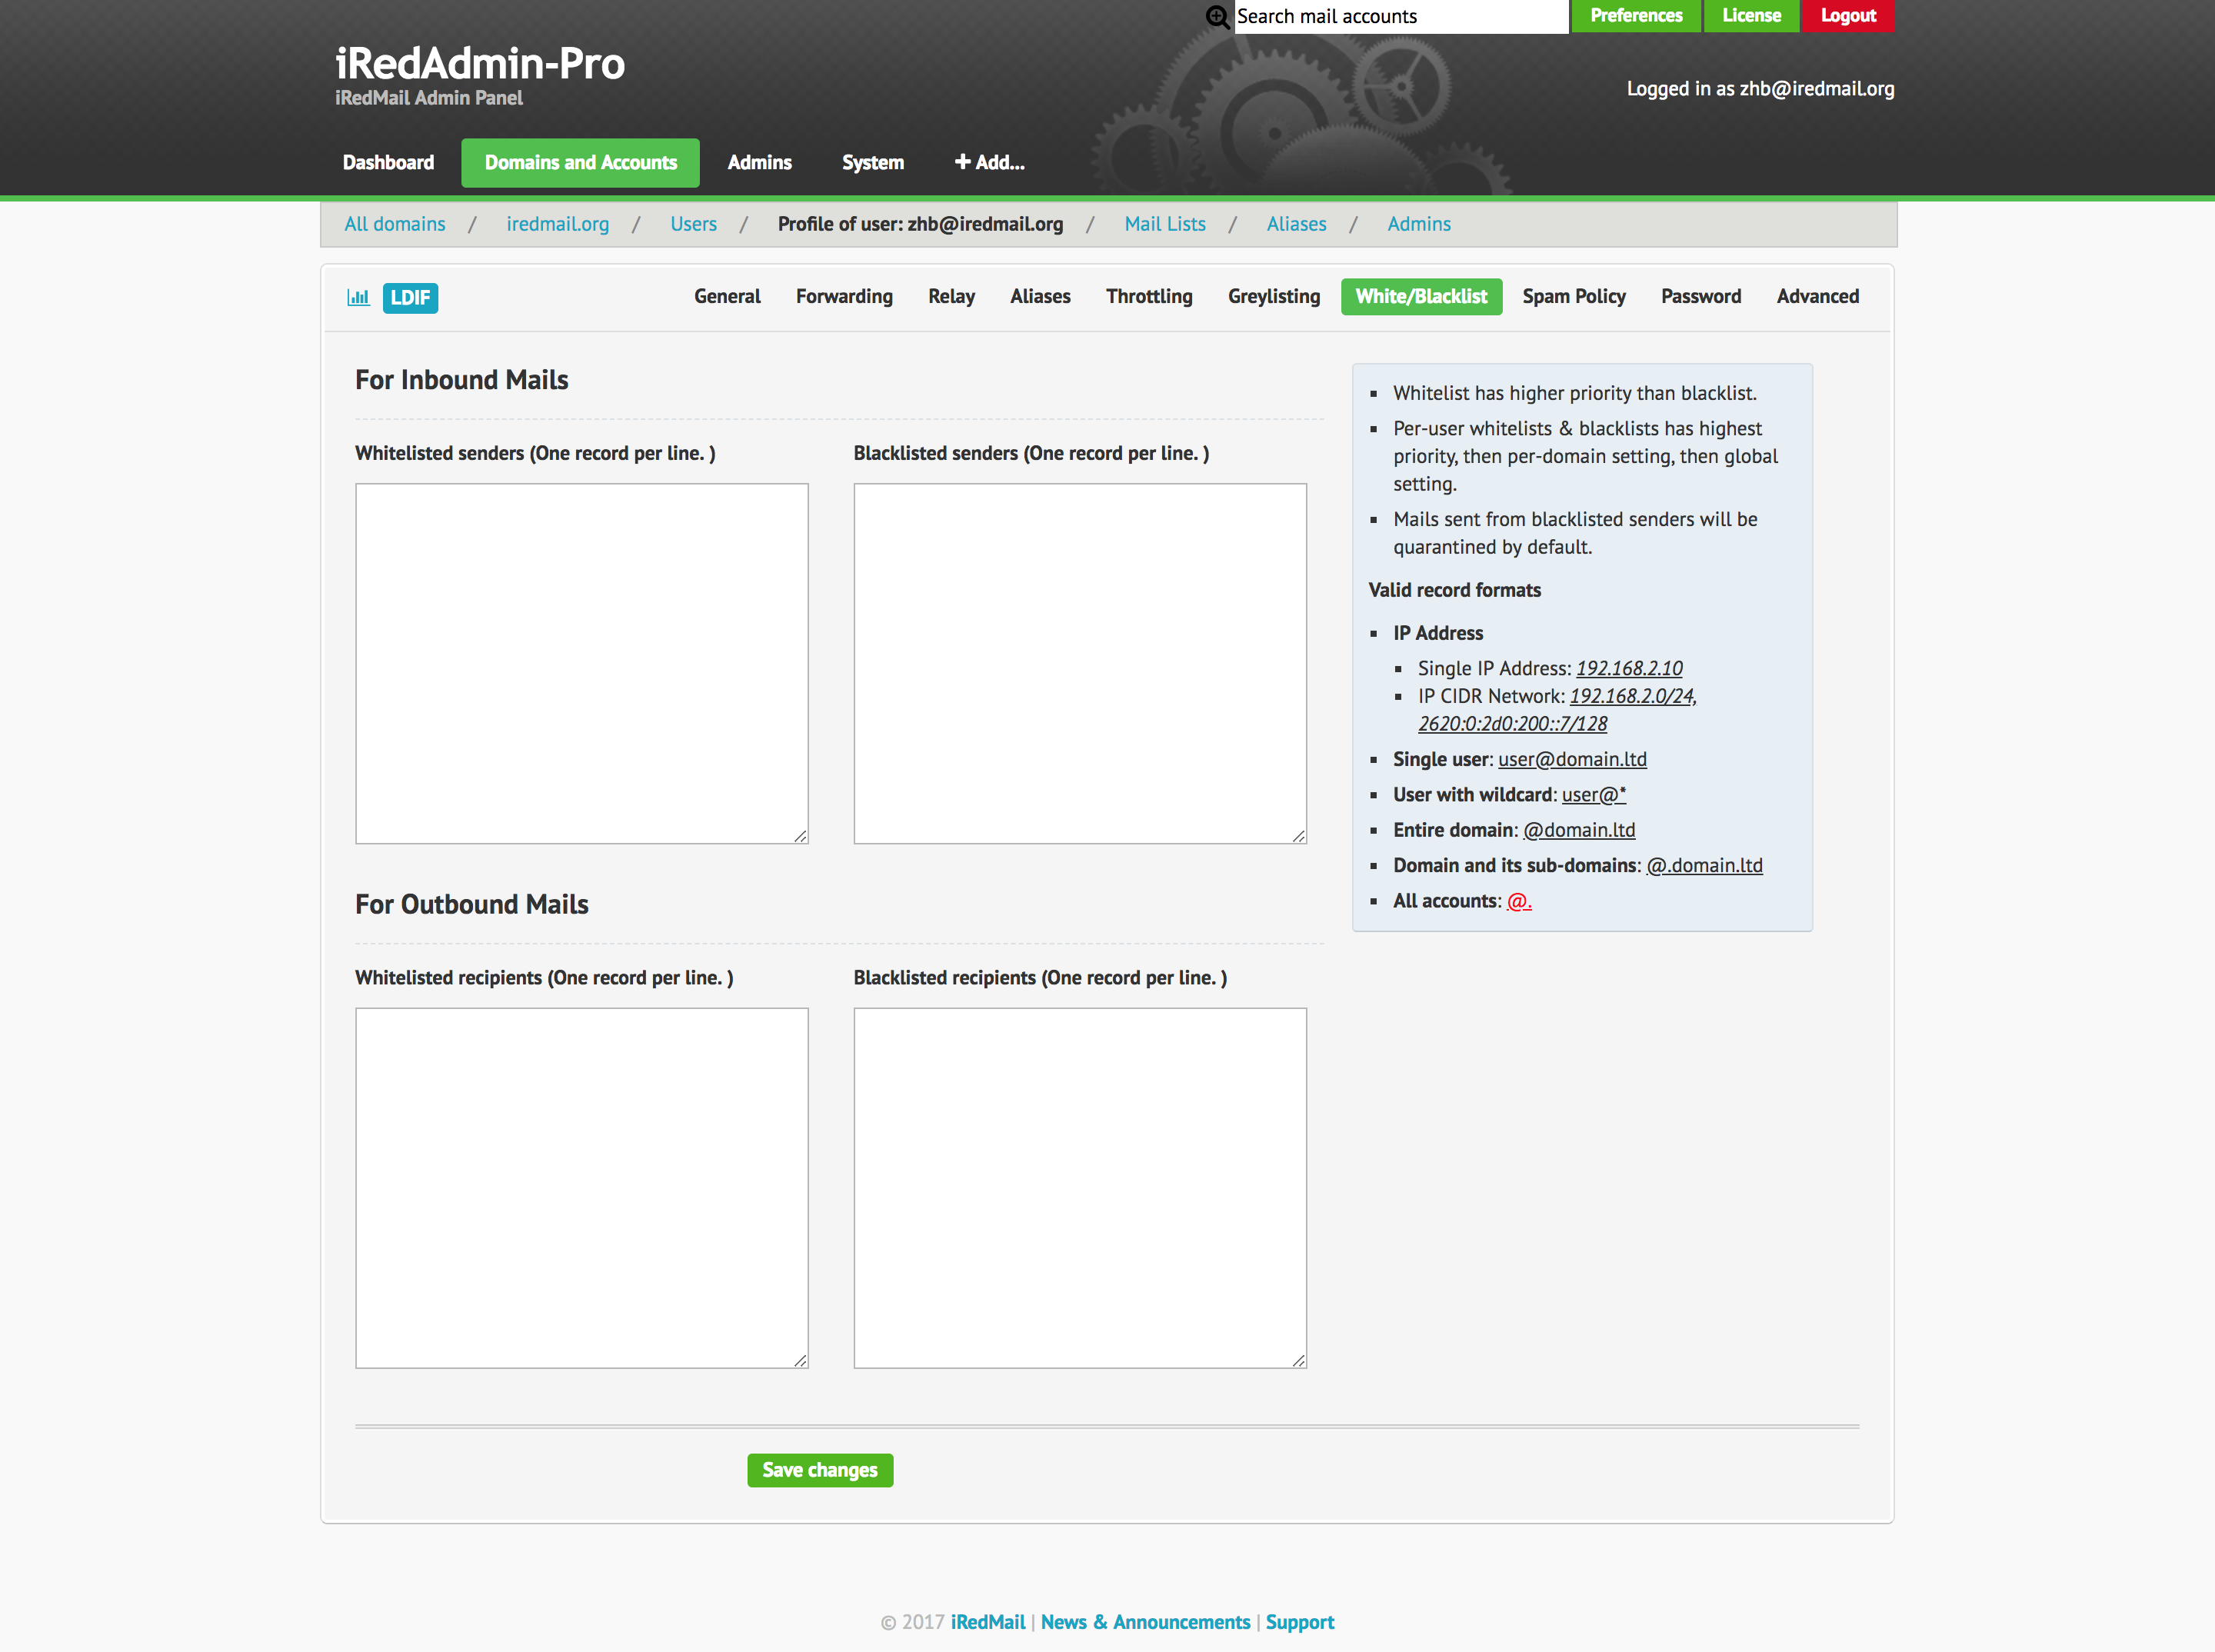 Search mail accounts
Preferences
License
Logout
iRedAdmin-Pro
iRedMail Admin Panel
Logged in as zhb@iredmail.org
Dashboard
Domains and Accounts
Admins
System
+ Add...
All domains / iredmail.org / Users / Profile of user: zhb@iredmail.org / Mail Lists / Aliases / Admins
LDIF
General
Forwarding
Relay
Aliases
Throttling
Greylisting
White/Blacklist
Spam Policy
Password
Advanced
For Inbound Mails
Whitelisted senders (One record per line. )
Blacklisted senders (One record per line. )
For Outbound Mails
Whitelisted recipients (One record per line. )
Blacklisted recipients (One record per line. )
Whitelist has higher priority than blacklist.
Per-user whitelists & blacklists has highest
priority, then per-domain setting, then global
setting.
Mails sent from blacklisted senders will be
quarantined by default.
Valid record formats
IP Address
Single IP Address: 192.168.2.10
IP CIDR Network: 192.168.2.0/24,
2620:0:2d0:200::7/128
Single user: user@domain.ltd
User with wildcard: user@*
Entire domain: @domain.ltd
Domain and its sub-domains: @.domain.ltd
All accounts: @.
Save changes
© 2017 iRedMail | News & Announcements | Support